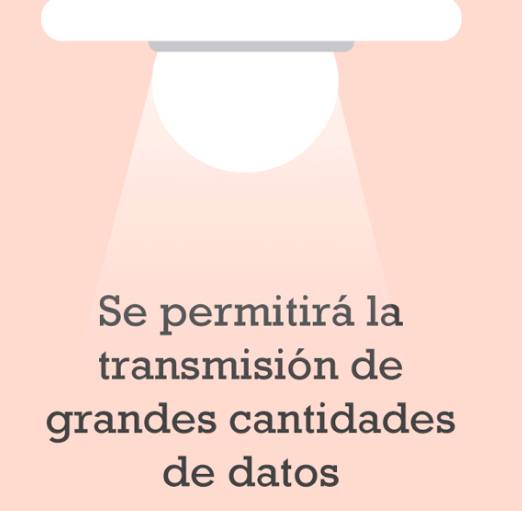 Se permitirá la
transmisión de
grandes cantidades
de datos